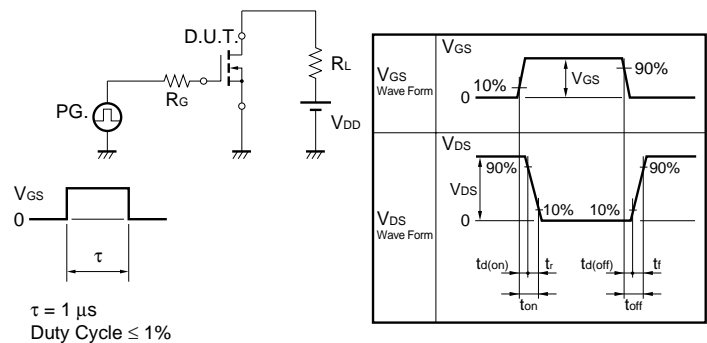 D.U.T.
RL
RG
PG.
VDD
VGS
0
τ
τ = 1 µs
Duty Cycle ≤ 1%
VGS
Wave Form
VGS
10%
VGS
90%
0
VDS
Wave Form
VDS
90%
VDS
10%
0
10%
90%
td(on)
tr
td(off)
tf
ton
toff